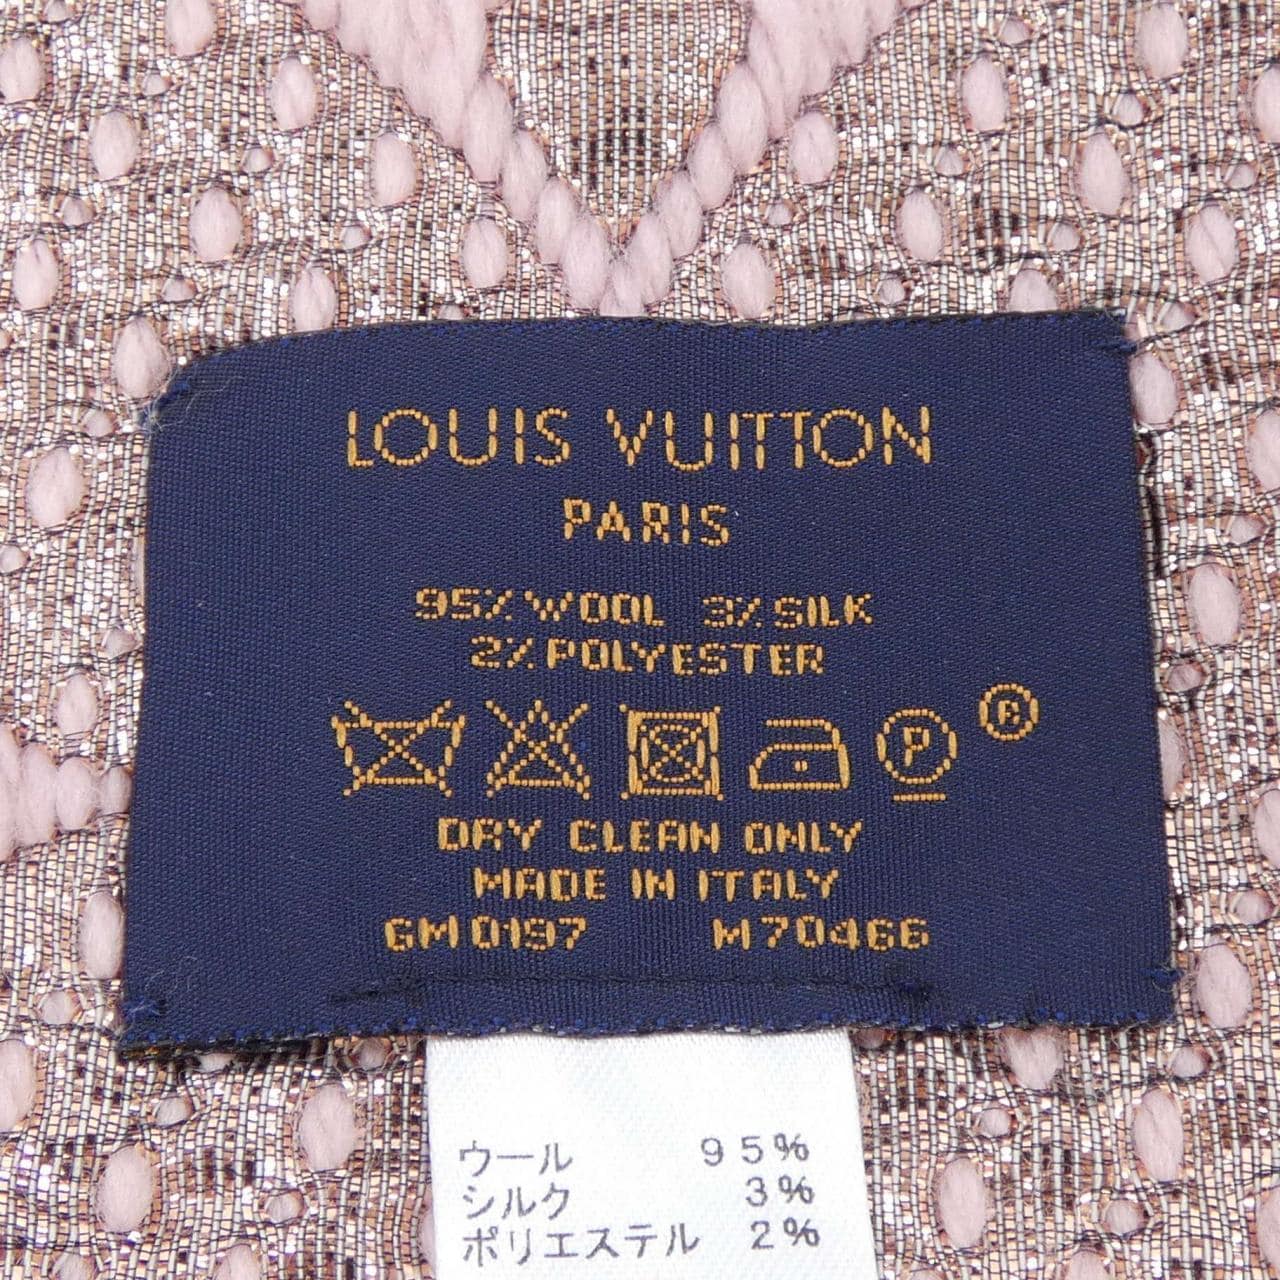 LOUIS VUITTON
PARIS
95% WOOL 3% SILK
2% POLYESTER
P ®
DRY CLEAN ONLY
MADE IN ITALY
GM0197 M70466
ウール 95%
シルク 3%
ポリエステル 2%